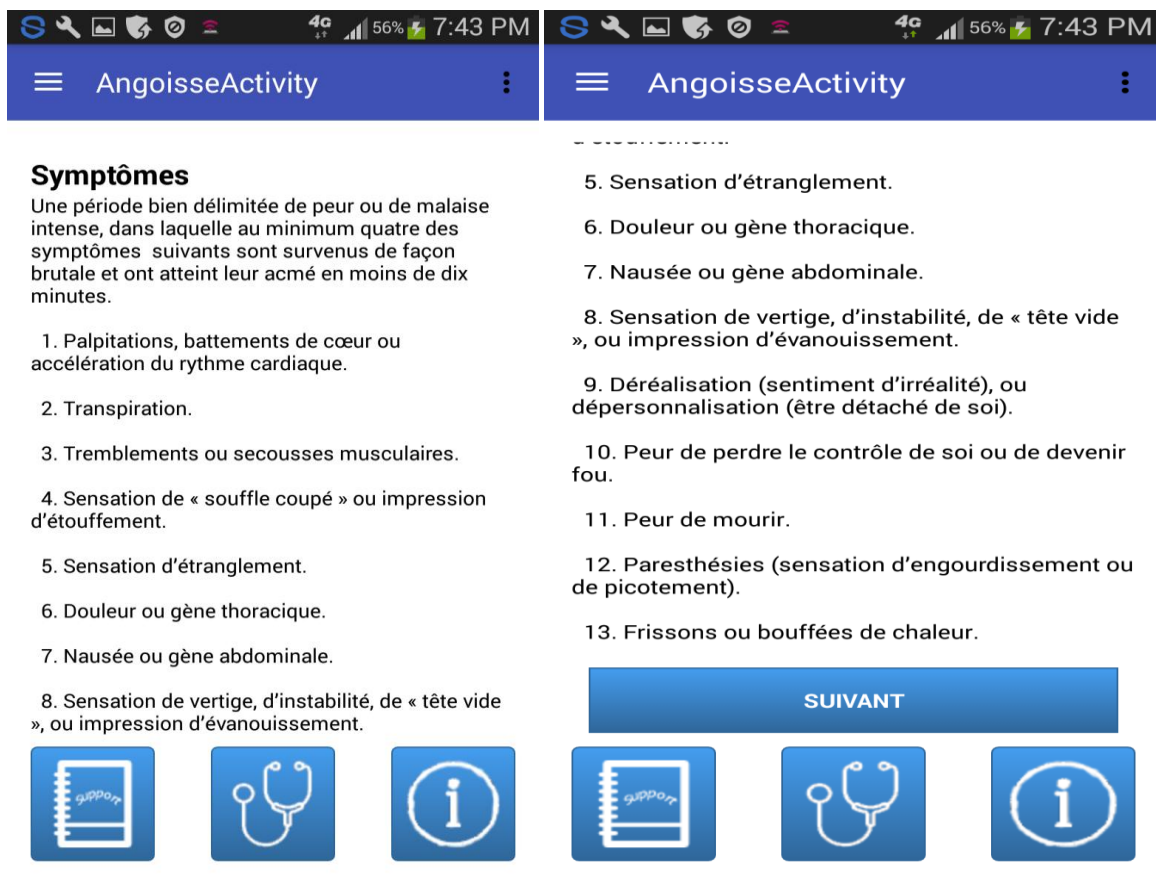 4G 56% 7:43 PM
AngoisseActivity
Symptômes
Une période bien délimitée de peur ou de malaise
intense, dans laquelle au minimum quatre des
symptômes  suivants sont survenus de façon
brutale et ont atteint leur acmé en moins de dix
minutes.
1. Palpitations, battements de cœur ou
accélération du rythme cardiaque.
2. Transpiration.
3. Tremblements ou secousses musculaires.
4. Sensation de « souffle coupé » ou impression
d'étouffement.
5. Sensation d'étranglement.
6. Douleur ou gène thoracique.
7. Nausée ou gène abdominale.
8. Sensation de vertige, d'instabilité, de « tête vide
», ou impression d'évanouissement.
support
4G 56% 7:43 PM
AngoisseActivity
5. Sensation d'étranglement.
6. Douleur ou gène thoracique.
7. Nausée ou gène abdominale.
8. Sensation de vertige, d'instabilité, de « tête vide
», ou impression d'évanouissement.
9. Déréalisation (sentiment d'irréalité), ou
dépersonnalisation (être détaché de soi).
10. Peur de perdre le contrôle de soi ou de devenir
fou.
11. Peur de mourir.
12. Paresthésies (sensation d'engourdissement ou
de picotement).
13. Frissons ou bouffées de chaleur.
SUIVANT
support